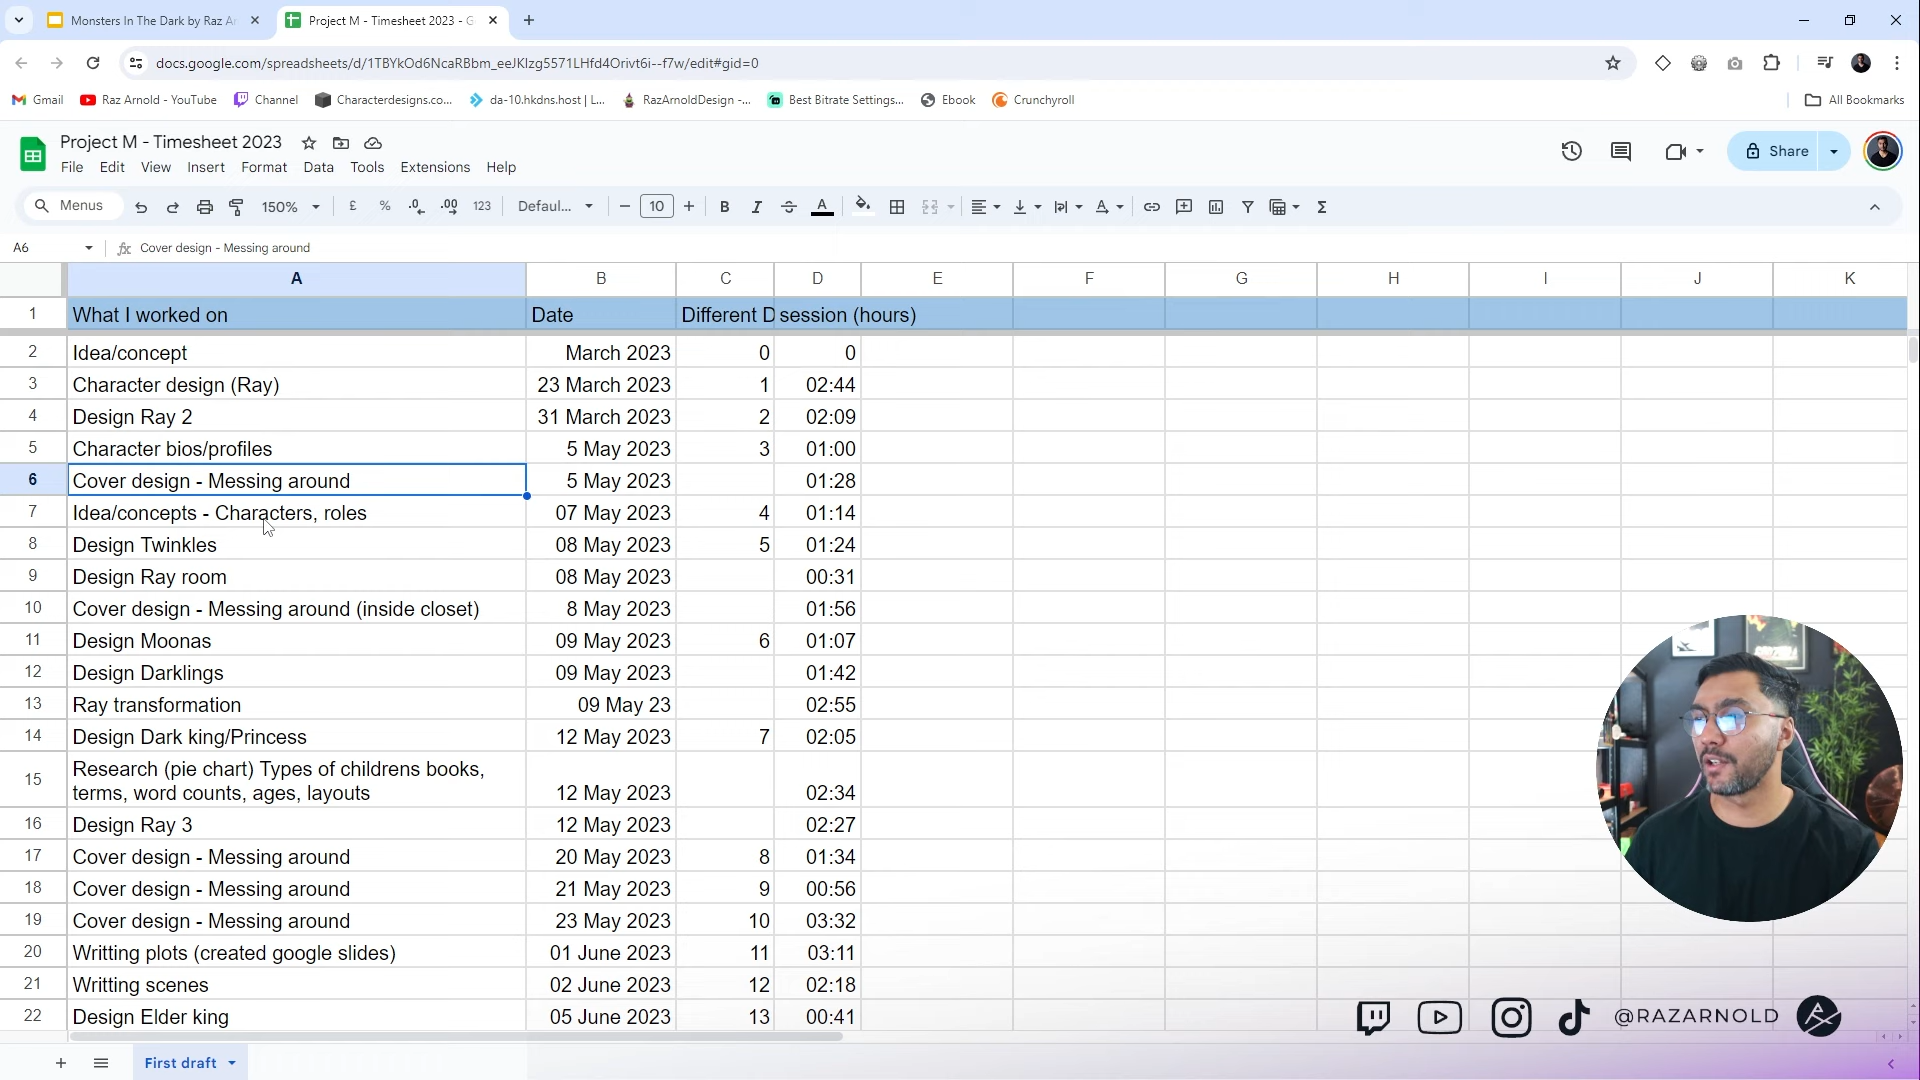 Monsters In The Dark by Raz Ar
Project M - Timesheet 2023 - G
docs.google.com/spreadsheets/d/1TBYkOd6NcaRBbm_eeJKlzg5571LHfd4Orivt6i--f7w/edit#gid=0
Gmail
Raz Arnold - YouTube
Channel
Characterdesigns.co...
da-10.hkdns.host | L...
RazArnoldDesign -...
Best Bitrate Settings...
Ebook
Crunchyroll
All Bookmarks
Project M - Timesheet 2023
File Edit View Insert Format Data Tools Extensions Help
Share
Menus
150%
£ % .0 .00 123
Defaul...
10
B I A
A6
fx Cover design - Messing around
A B C D E F G H I J K
1 What I worked on Date Different D session (hours)
2 Idea/concept March 2023 0 0
3 Character design (Ray) 23 March 2023 1 02:44
4 Design Ray 2 31 March 2023 2 02:09
5 Character bios/profiles 5 May 2023 3 01:00
6 Cover design - Messing around 5 May 2023 01:28
7 Idea/concepts - Characters, roles 07 May 2023 4 01:14
8 Design Twinkles 08 May 2023 5 01:24
9 Design Ray room 08 May 2023 00:31
10 Cover design - Messing around (inside closet) 8 May 2023 01:56
11 Design Moonas 09 May 2023 6 01:07
12 Design Darklings 09 May 2023 01:42
13 Ray transformation 09 May 23 02:55
14 Design Dark king/Princess 12 May 2023 7 02:05
15 Research (pie chart) Types of childrens books,
terms, word counts, ages, layouts 12 May 2023 02:34
16 Design Ray 3 12 May 2023 02:27
17 Cover design - Messing around 20 May 2023 8 01:34
18 Cover design - Messing around 21 May 2023 9 00:56
19 Cover design - Messing around 23 May 2023 10 03:32
20 Writting plots (created google slides) 01 June 2023 11 03:11
21 Writting scenes 02 June 2023 12 02:18
22 Design Elder king 05 June 2023 13 00:41
@RAZARNOLD
First draft